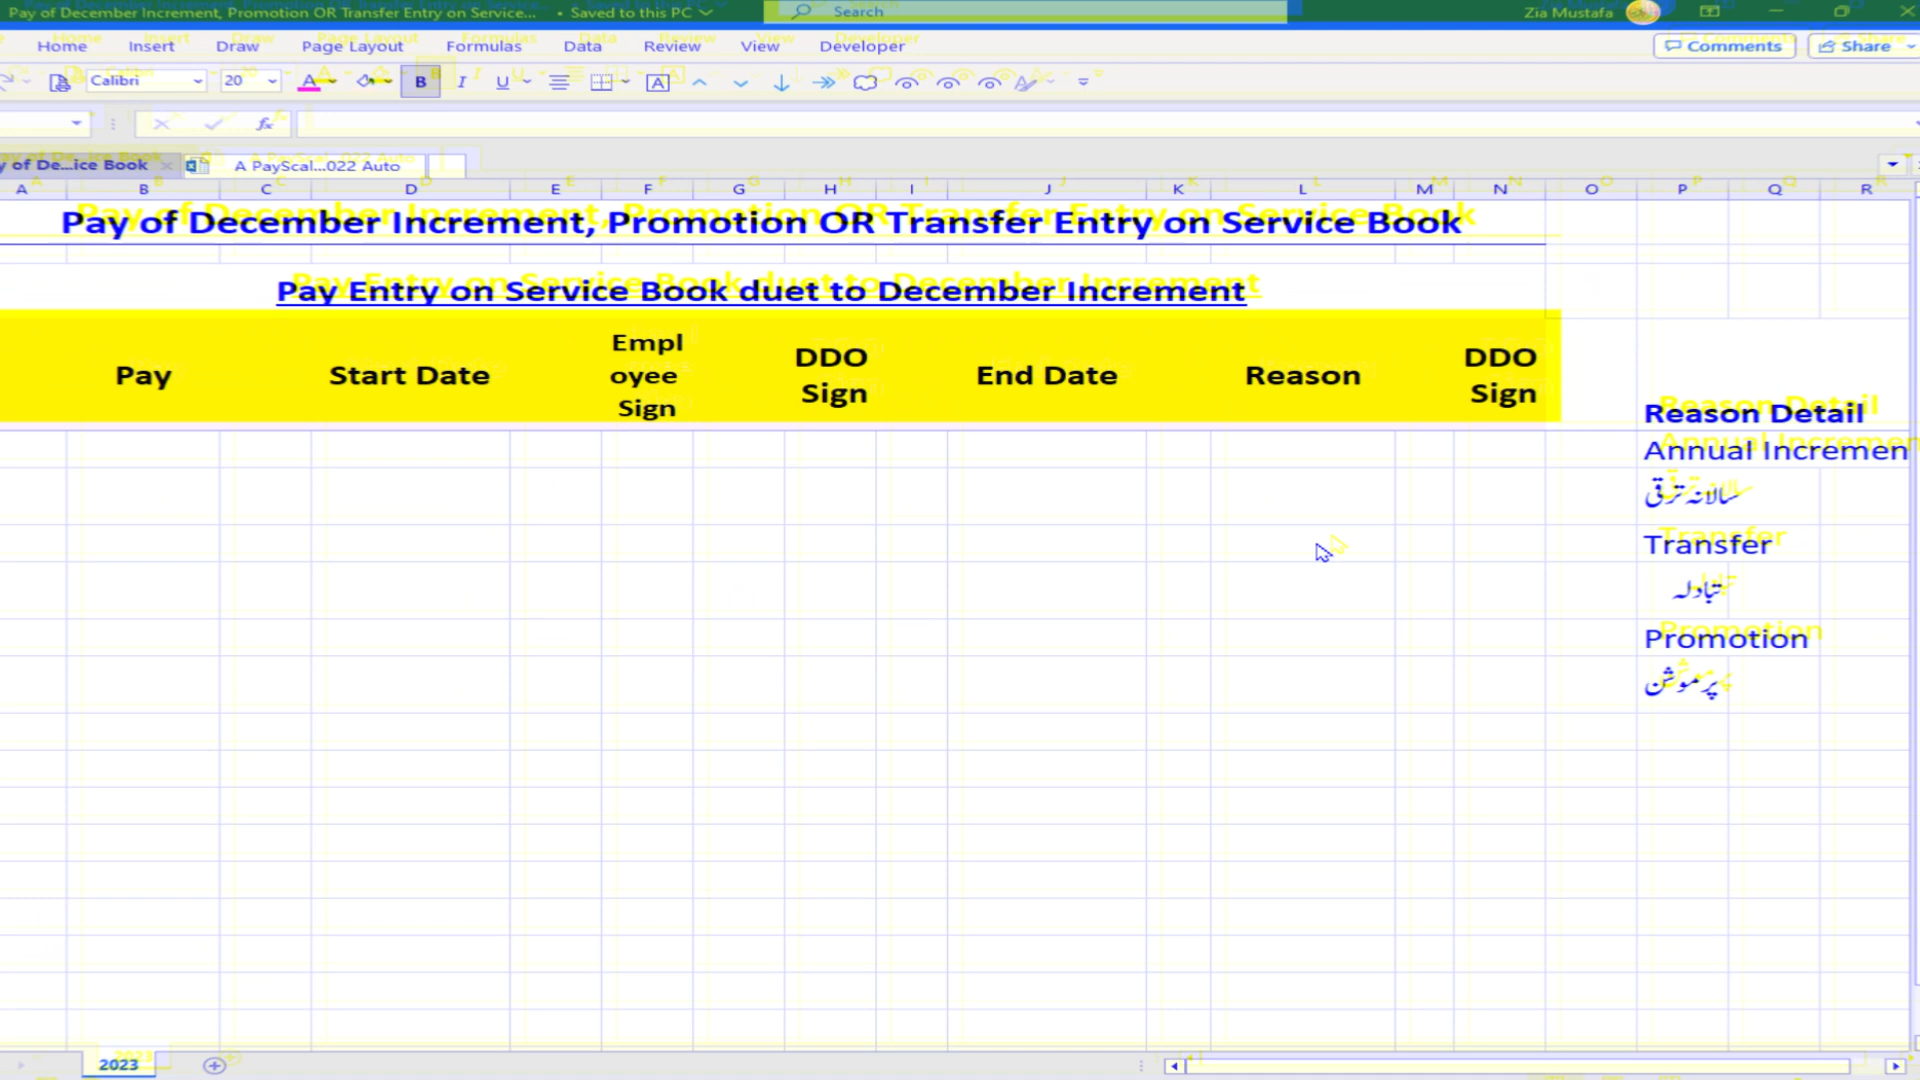 Pay of December Increment, Promotion OR Transfer Entry on Service... • Saved to this PC
Search
Zia Mustafa
Home Insert Draw Page Layout Formulas Data Review View Developer
Comments Share
Calibri 20 A B I U A
fx
y of De...ice Book
A PayScal...022 Auto
A B C D E F G H I J K L M N O P Q R
Pay of December Increment, Promotion OR Transfer Entry on Service Book
Pay Entry on Service Book duet to December Increment
Pay
Start Date
Empl
oyee
Sign
DDO
Sign
End Date
Reason
DDO
Sign
Reason Detail
Annual Incremen
سالانہ ترقی
Transfer
تبادلہ
Promotion
پرموشن
2023